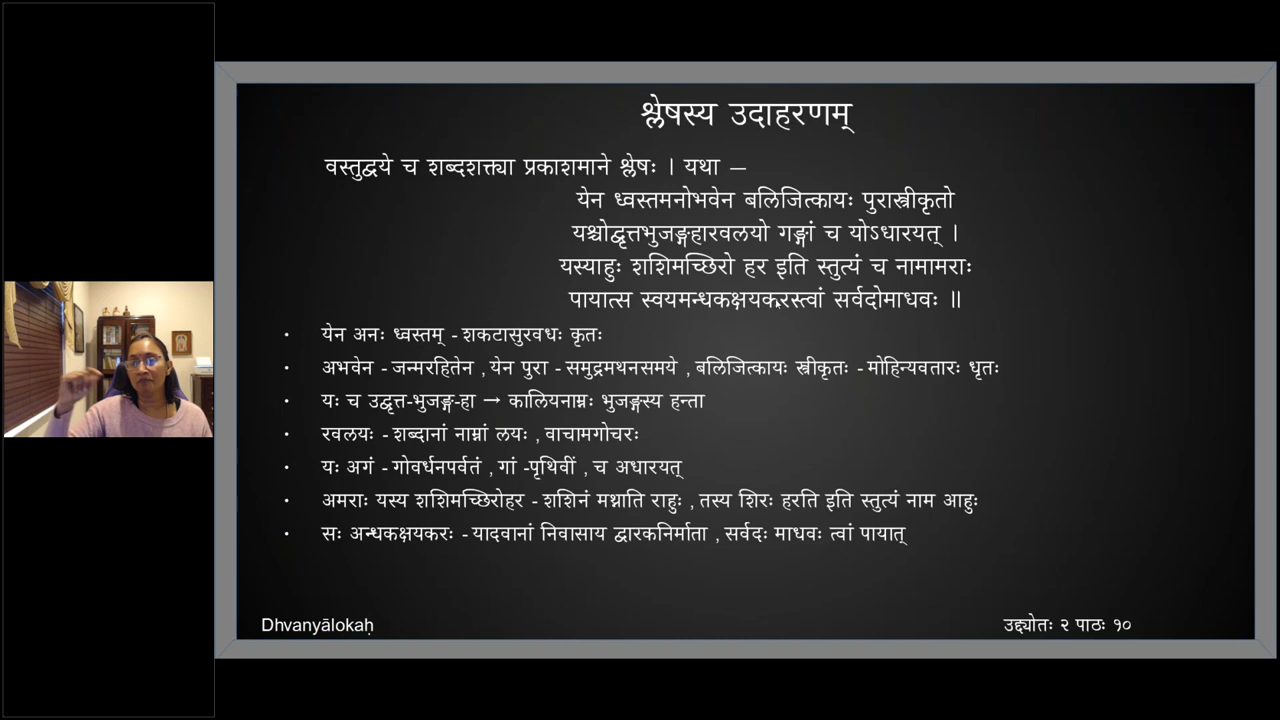 श्लेषस्य उदाहरणम्
वस्तुद्वये च शब्दशक्त्या प्रकाशमाने श्लेषः । यथा –
येन ध्वस्तमनोभवेन बलिजित्कायः पुरास्त्रीकृतो
यश्चोद्वृत्तभुजङ्गहारवलयो गङ्गां च योऽधारयत् ।
यस्याहुः शशिमच्छिरो हर इति स्तुत्यं च नामामराः
पायात्स स्वयमन्धकक्षयकरस्त्वां सर्वदोमाधवः ॥
• येन अनः ध्वस्तम् - शकटासुरवधः कृतः
• अभवेन - जन्मरहितेन , येन पुरा - समुद्रमथनसमये , बलिजित्कायः स्त्रीकृतः - मोहिन्यवतारः धृतः
• यः च उद्वृत्त-भुजङ्ग-हा → कालियनाम्नः भुजङ्गस्य हन्ता
• रवलयः - शब्दानां नाम्नां लयः , वाचामगोचरः
• यः अगं - गोवर्धनपर्वतं , गां -पृथिवीं , च अधारयत्
• अमराः यस्य शशिमच्छिरोहर - शशिनं मथ्नाति राहुः , तस्य शिरः हरति इति स्तुत्यं नाम आहुः
• सः अन्धकक्षयकरः - यादवानां निवासाय द्वारकनिर्माता , सर्वदः माधवः त्वां पायात्
Dhvanyālokaḥ
उद्द्योतः २ पाठः १०